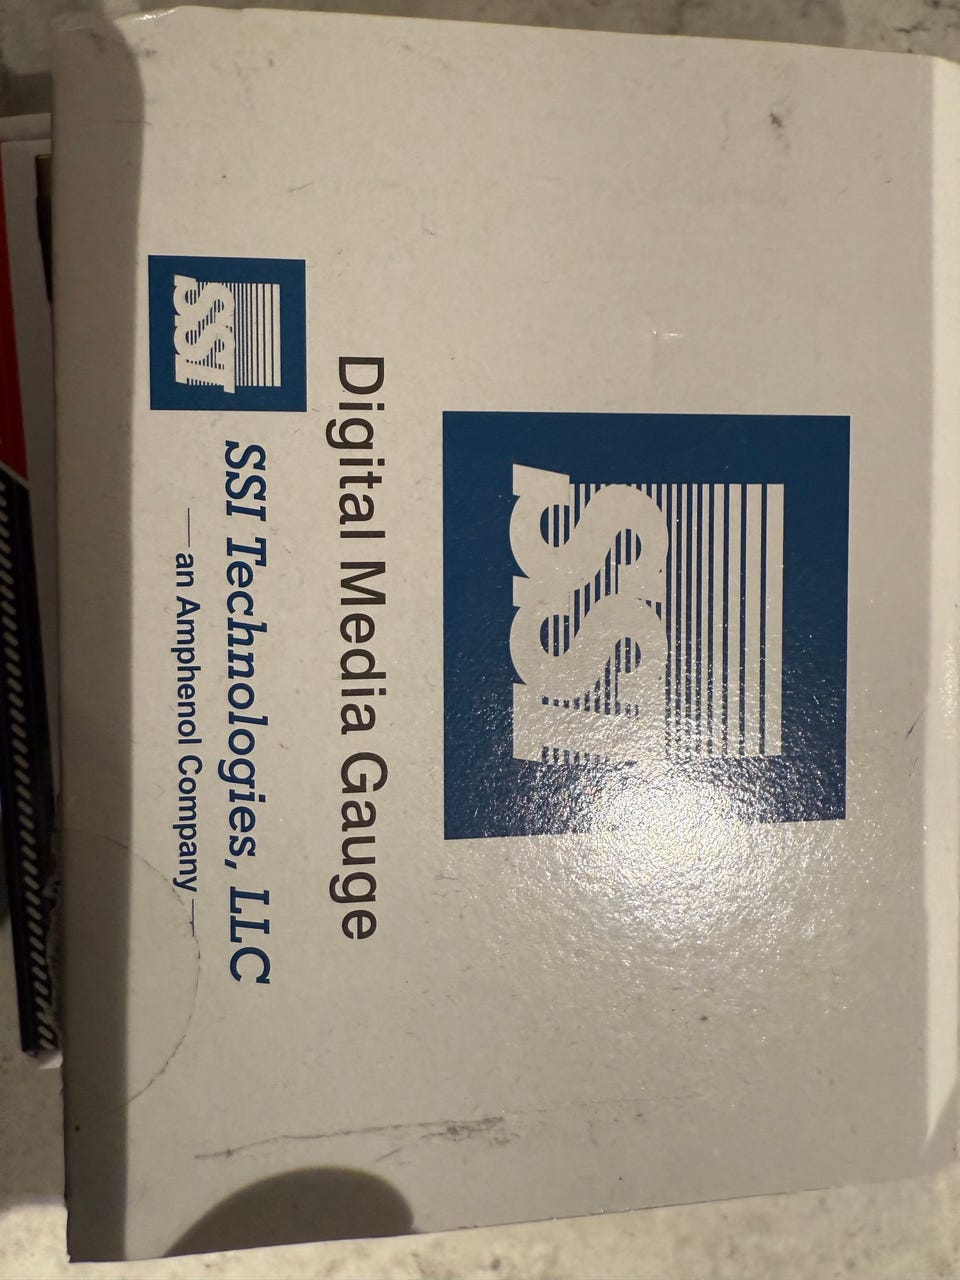 SSI
Digital Media Gauge
SSI
SSI Technologies, LLC
an Amphenol Company